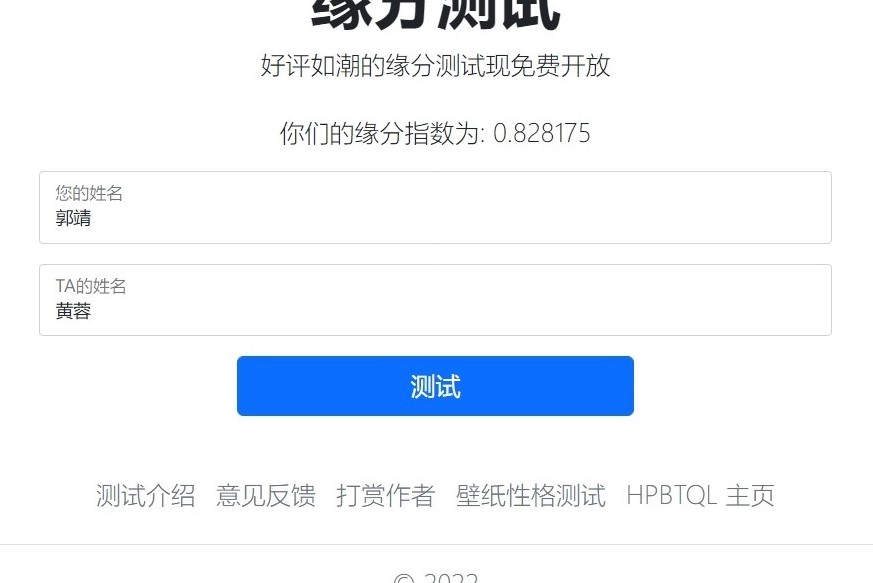 缘分测试
好评如潮的缘分测试现免费开放
你们的缘分指数为: 0.828175
您的姓名
郭靖
TA的姓名
黄蓉
测试
测试介绍 意见反馈 打赏作者 壁纸性格测试 HPBTQL 主页
© 2022